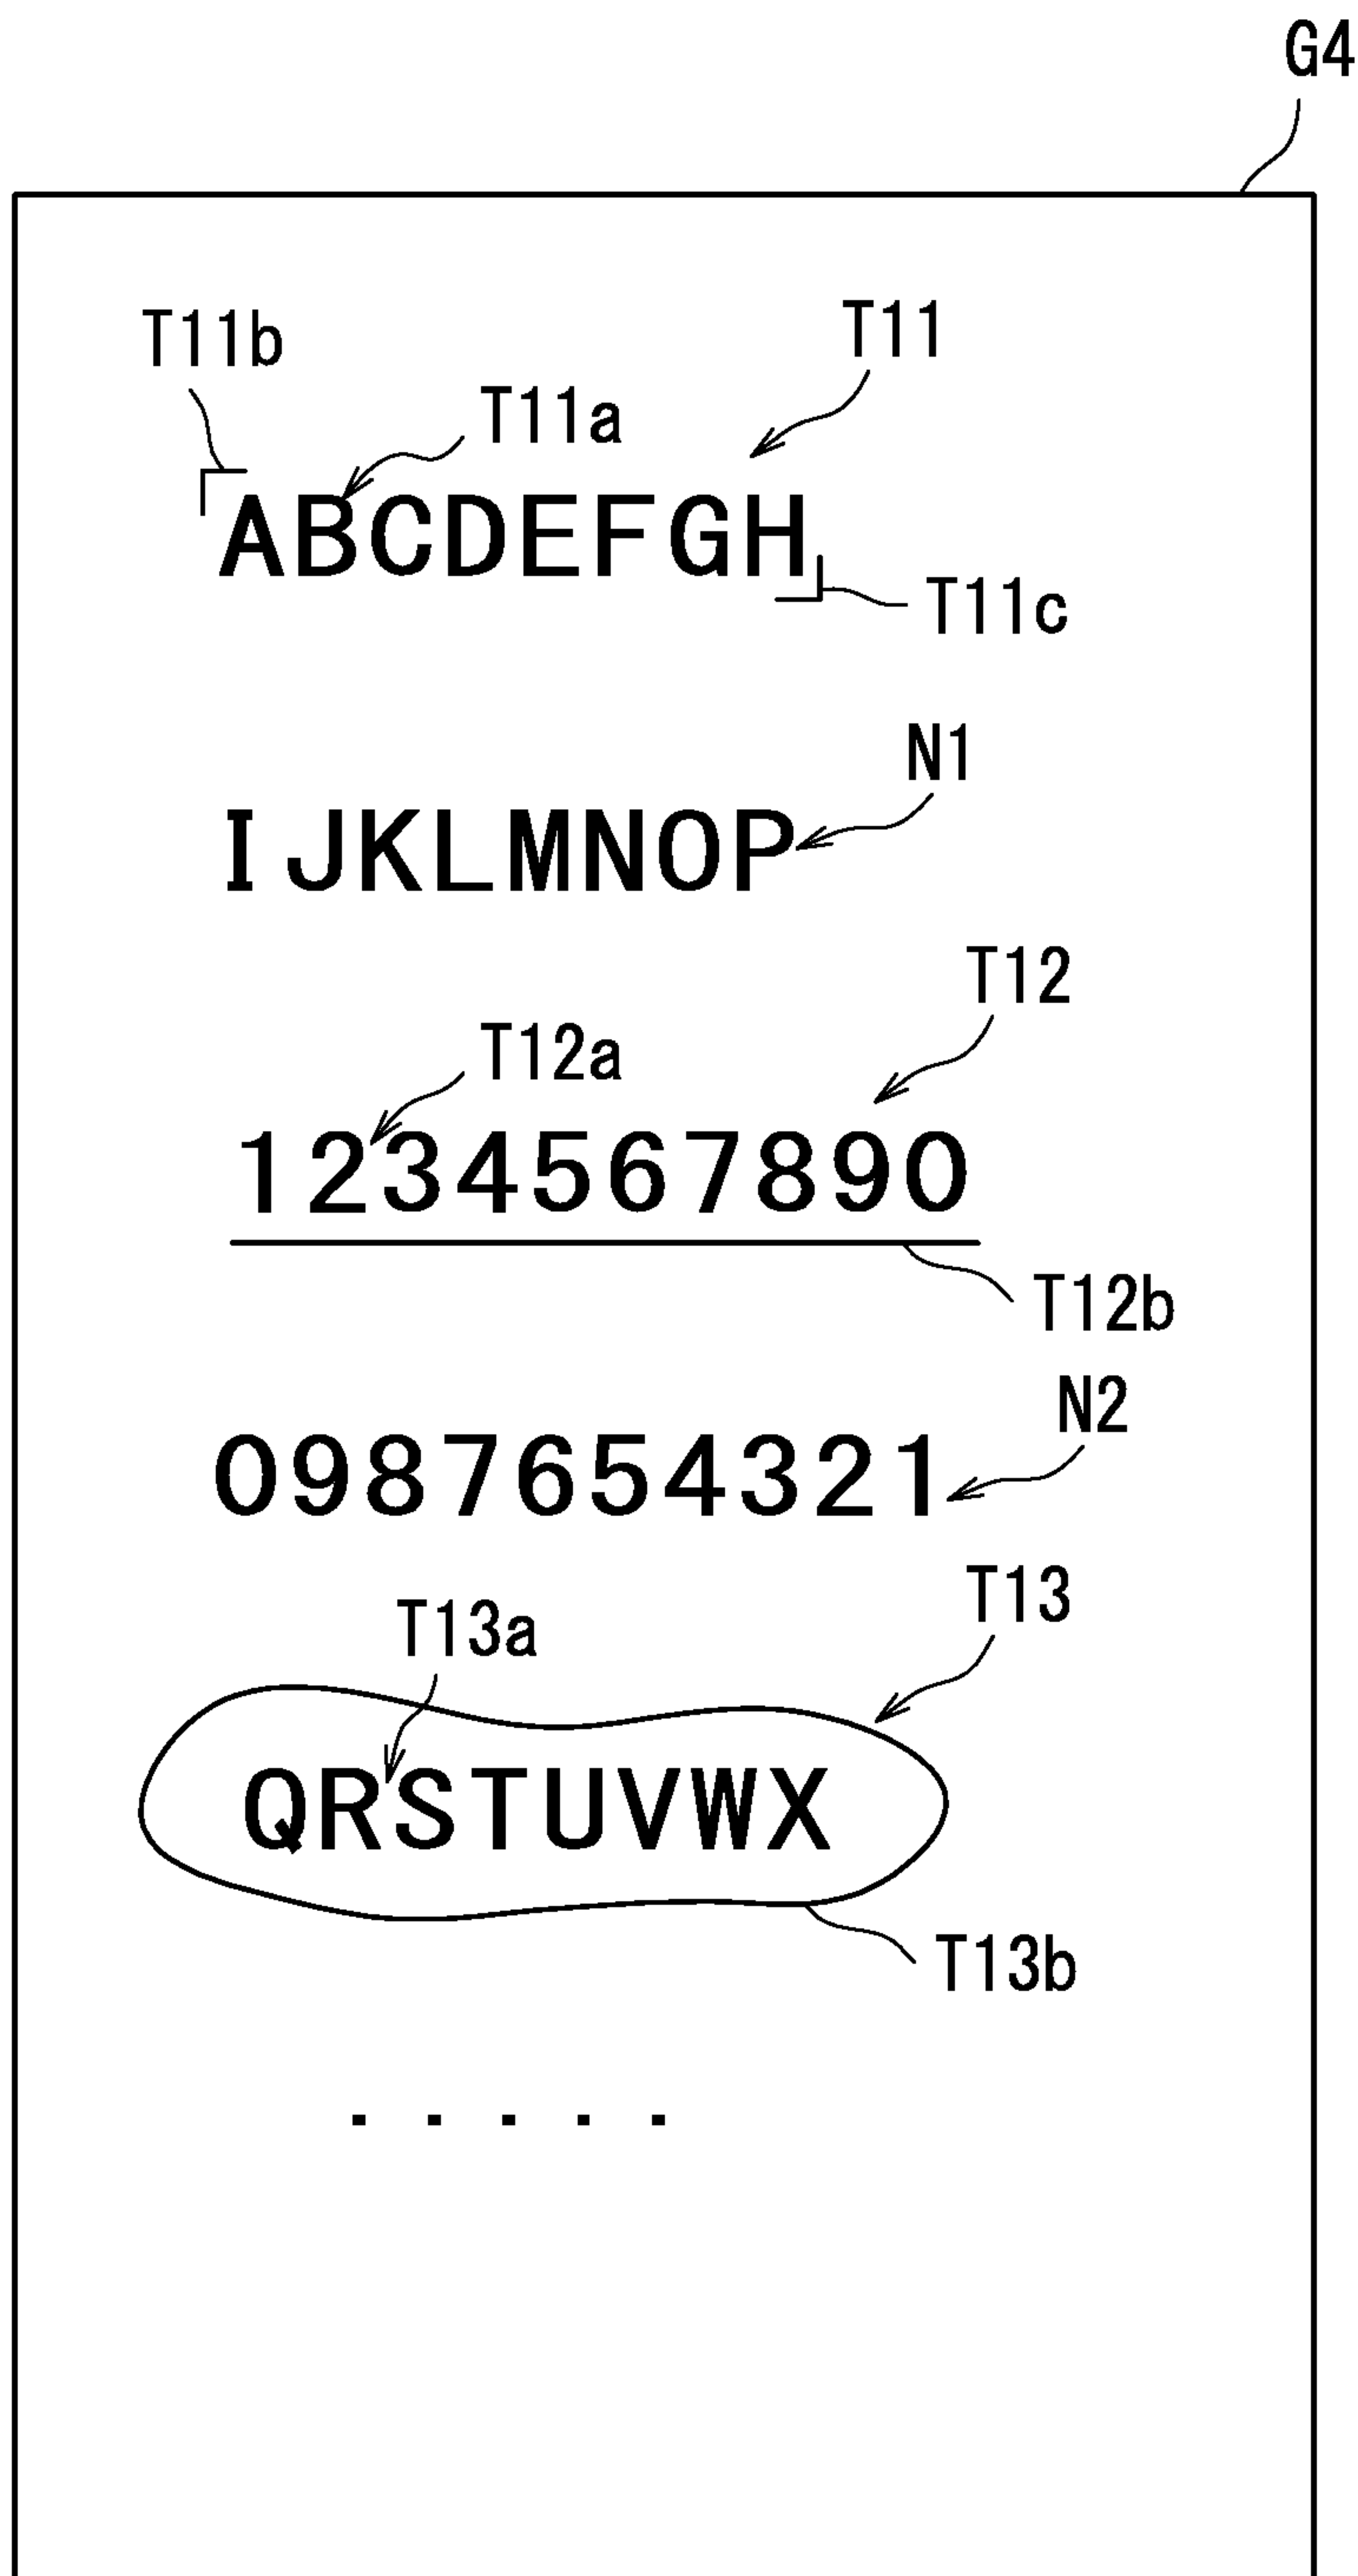 G4
T11b
T11
T11a
「ABCDEFGH」
T11c
N1
IJKLMNOP
T12
T12a
1234567890
T12b
N2
0987654321
T13
T13a
QRSTUVWX
T13b
.....